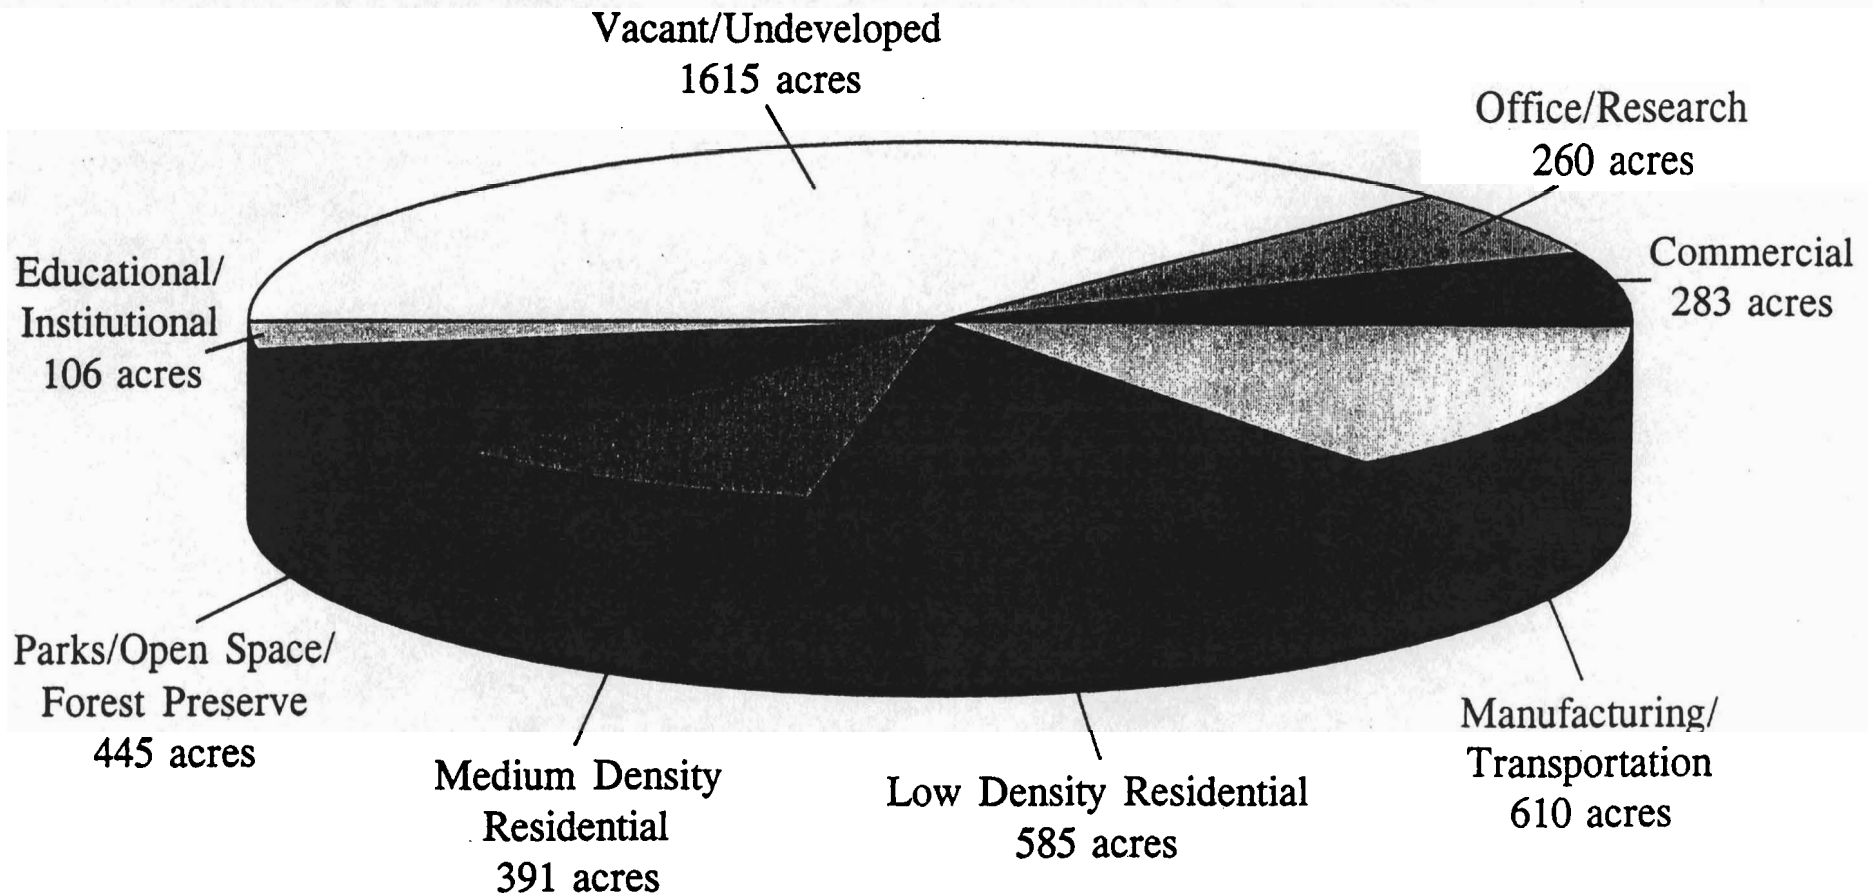 Vacant/Undeveloped
1615 acres
Office/Research
260 acres
Commercial
283 acres
Educational/
Institutional
106 acres
Parks/Open Space/
Forest Preserve
445 acres
Medium Density
Residential
391 acres
Low Density Residential
585 acres
Manufacturing/
Transportation
610 acres